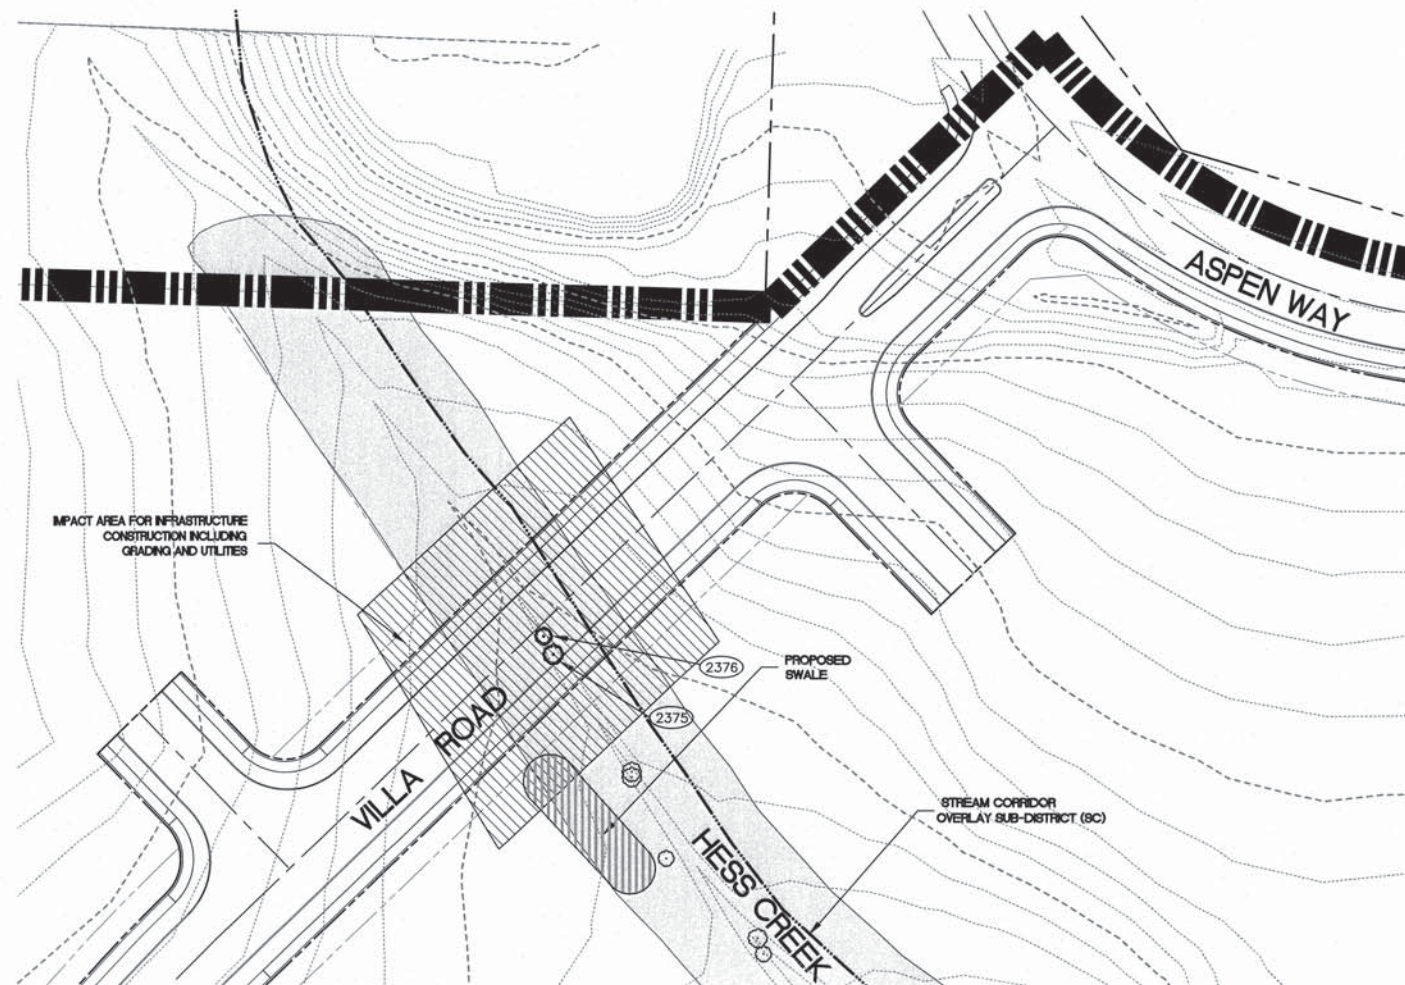 ASPEN WAY
IMPACT AREA FOR INFRASTRUCTURE
CONSTRUCTION INCLUDING
GRADING AND UTILITIES
2376
PROPOSED
SWALE
2375
VILLA ROAD
STREAM CORRIDOR
OVERLAY SUB-DISTRICT (SC)
HESS CREEK